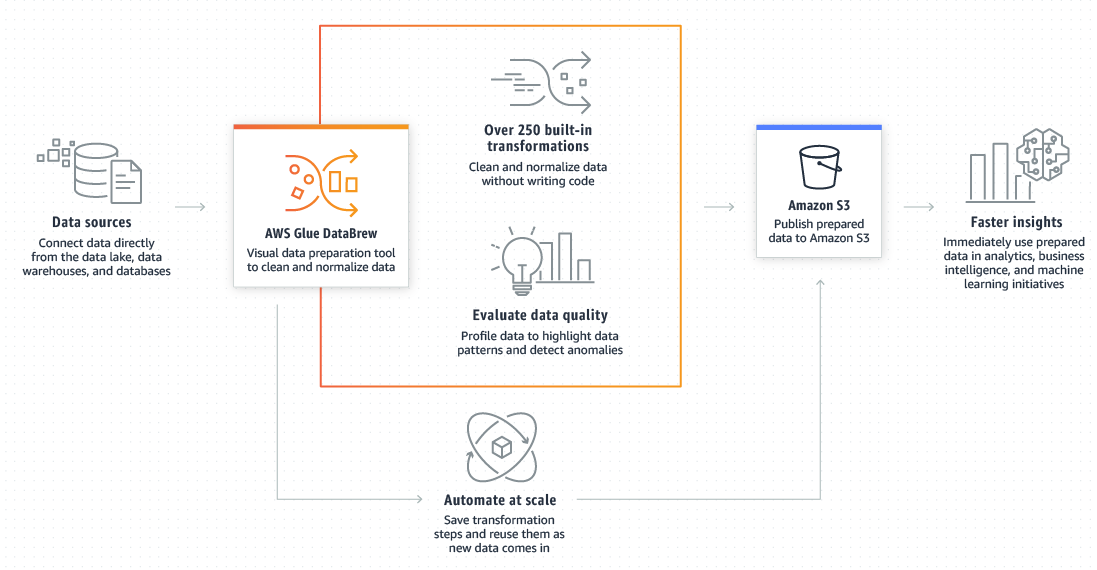 Data sources
Connect data directly
from the data lake, data
warehouses, and databases
AWS Glue DataBrew
Visual data preparation tool
to clean and normalize data
Over 250 built-in
transformations
Clean and normalize data
without writing code
Evaluate data quality
Profile data to highlight data
patterns and detect anomalies
Automate at scale
Save transformation
steps and reuse them as
new data comes in
Amazon S3
Publish prepared
data to Amazon S3
Faster insights
Immediately use prepared
data in analytics, business
intelligence, and machine
learning initiatives